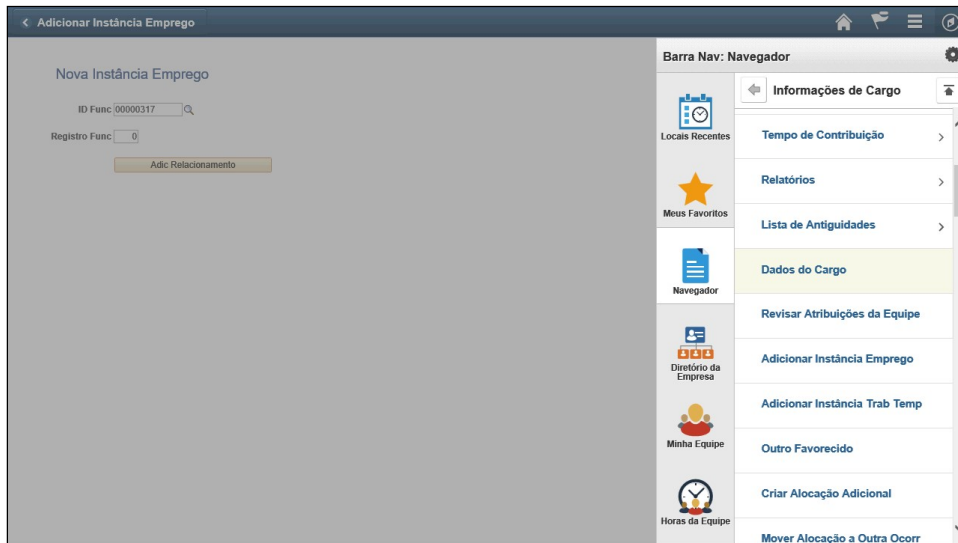 Adicionar Instância Emprego
Nova Instância Emprego
ID Func 00000317
Registro Func 0
Adic Relacionamento
Barra Nav: Navegador
Locais Recentes
Meus Favoritos
Navegador
Diretório da
Empresa
Minha Equipe
Horas da Equipe
Informações de Cargo
Tempo de Contribuição
Relatórios
Lista de Antiguidades
Dados do Cargo
Revisar Atribuições da Equipe
Adicionar Instância Emprego
Adicionar Instância Trab Temp
Outro Favorecido
Criar Alocação Adicional
Mover Alocação a Outra Ocorr